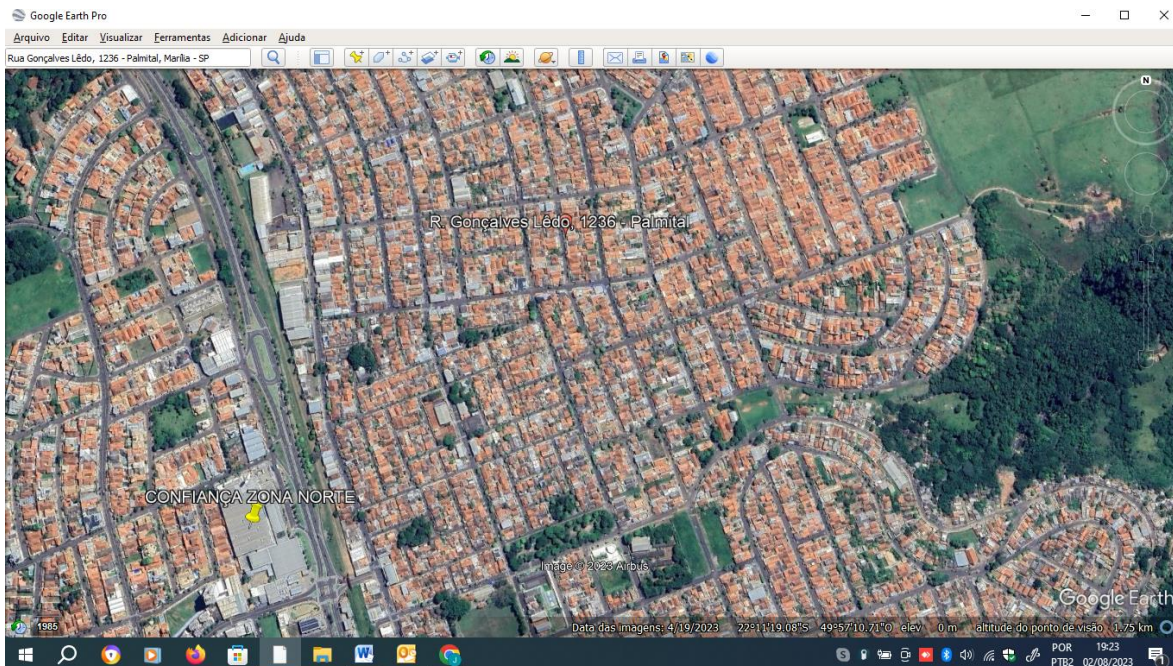 Google Earth Pro
Arquivo Editar Visualizar Ferramentas Adicionar Ajuda
Rua Gonçalves Lêdo, 1236 - Palmital, Marília - SP
N
R. Gonçalves Lêdo, 1236 - Palmital
CONFIANÇA ZONA NORTE
Image © 2023 Airbus
Google Earth
1985
Data das imagens: 4/19/2023 22°11'19.08"S 49°57'10.71"O elev 0 m altitude do ponto de visão 1.75 km
POR 19:23
PTB2 02/08/2023